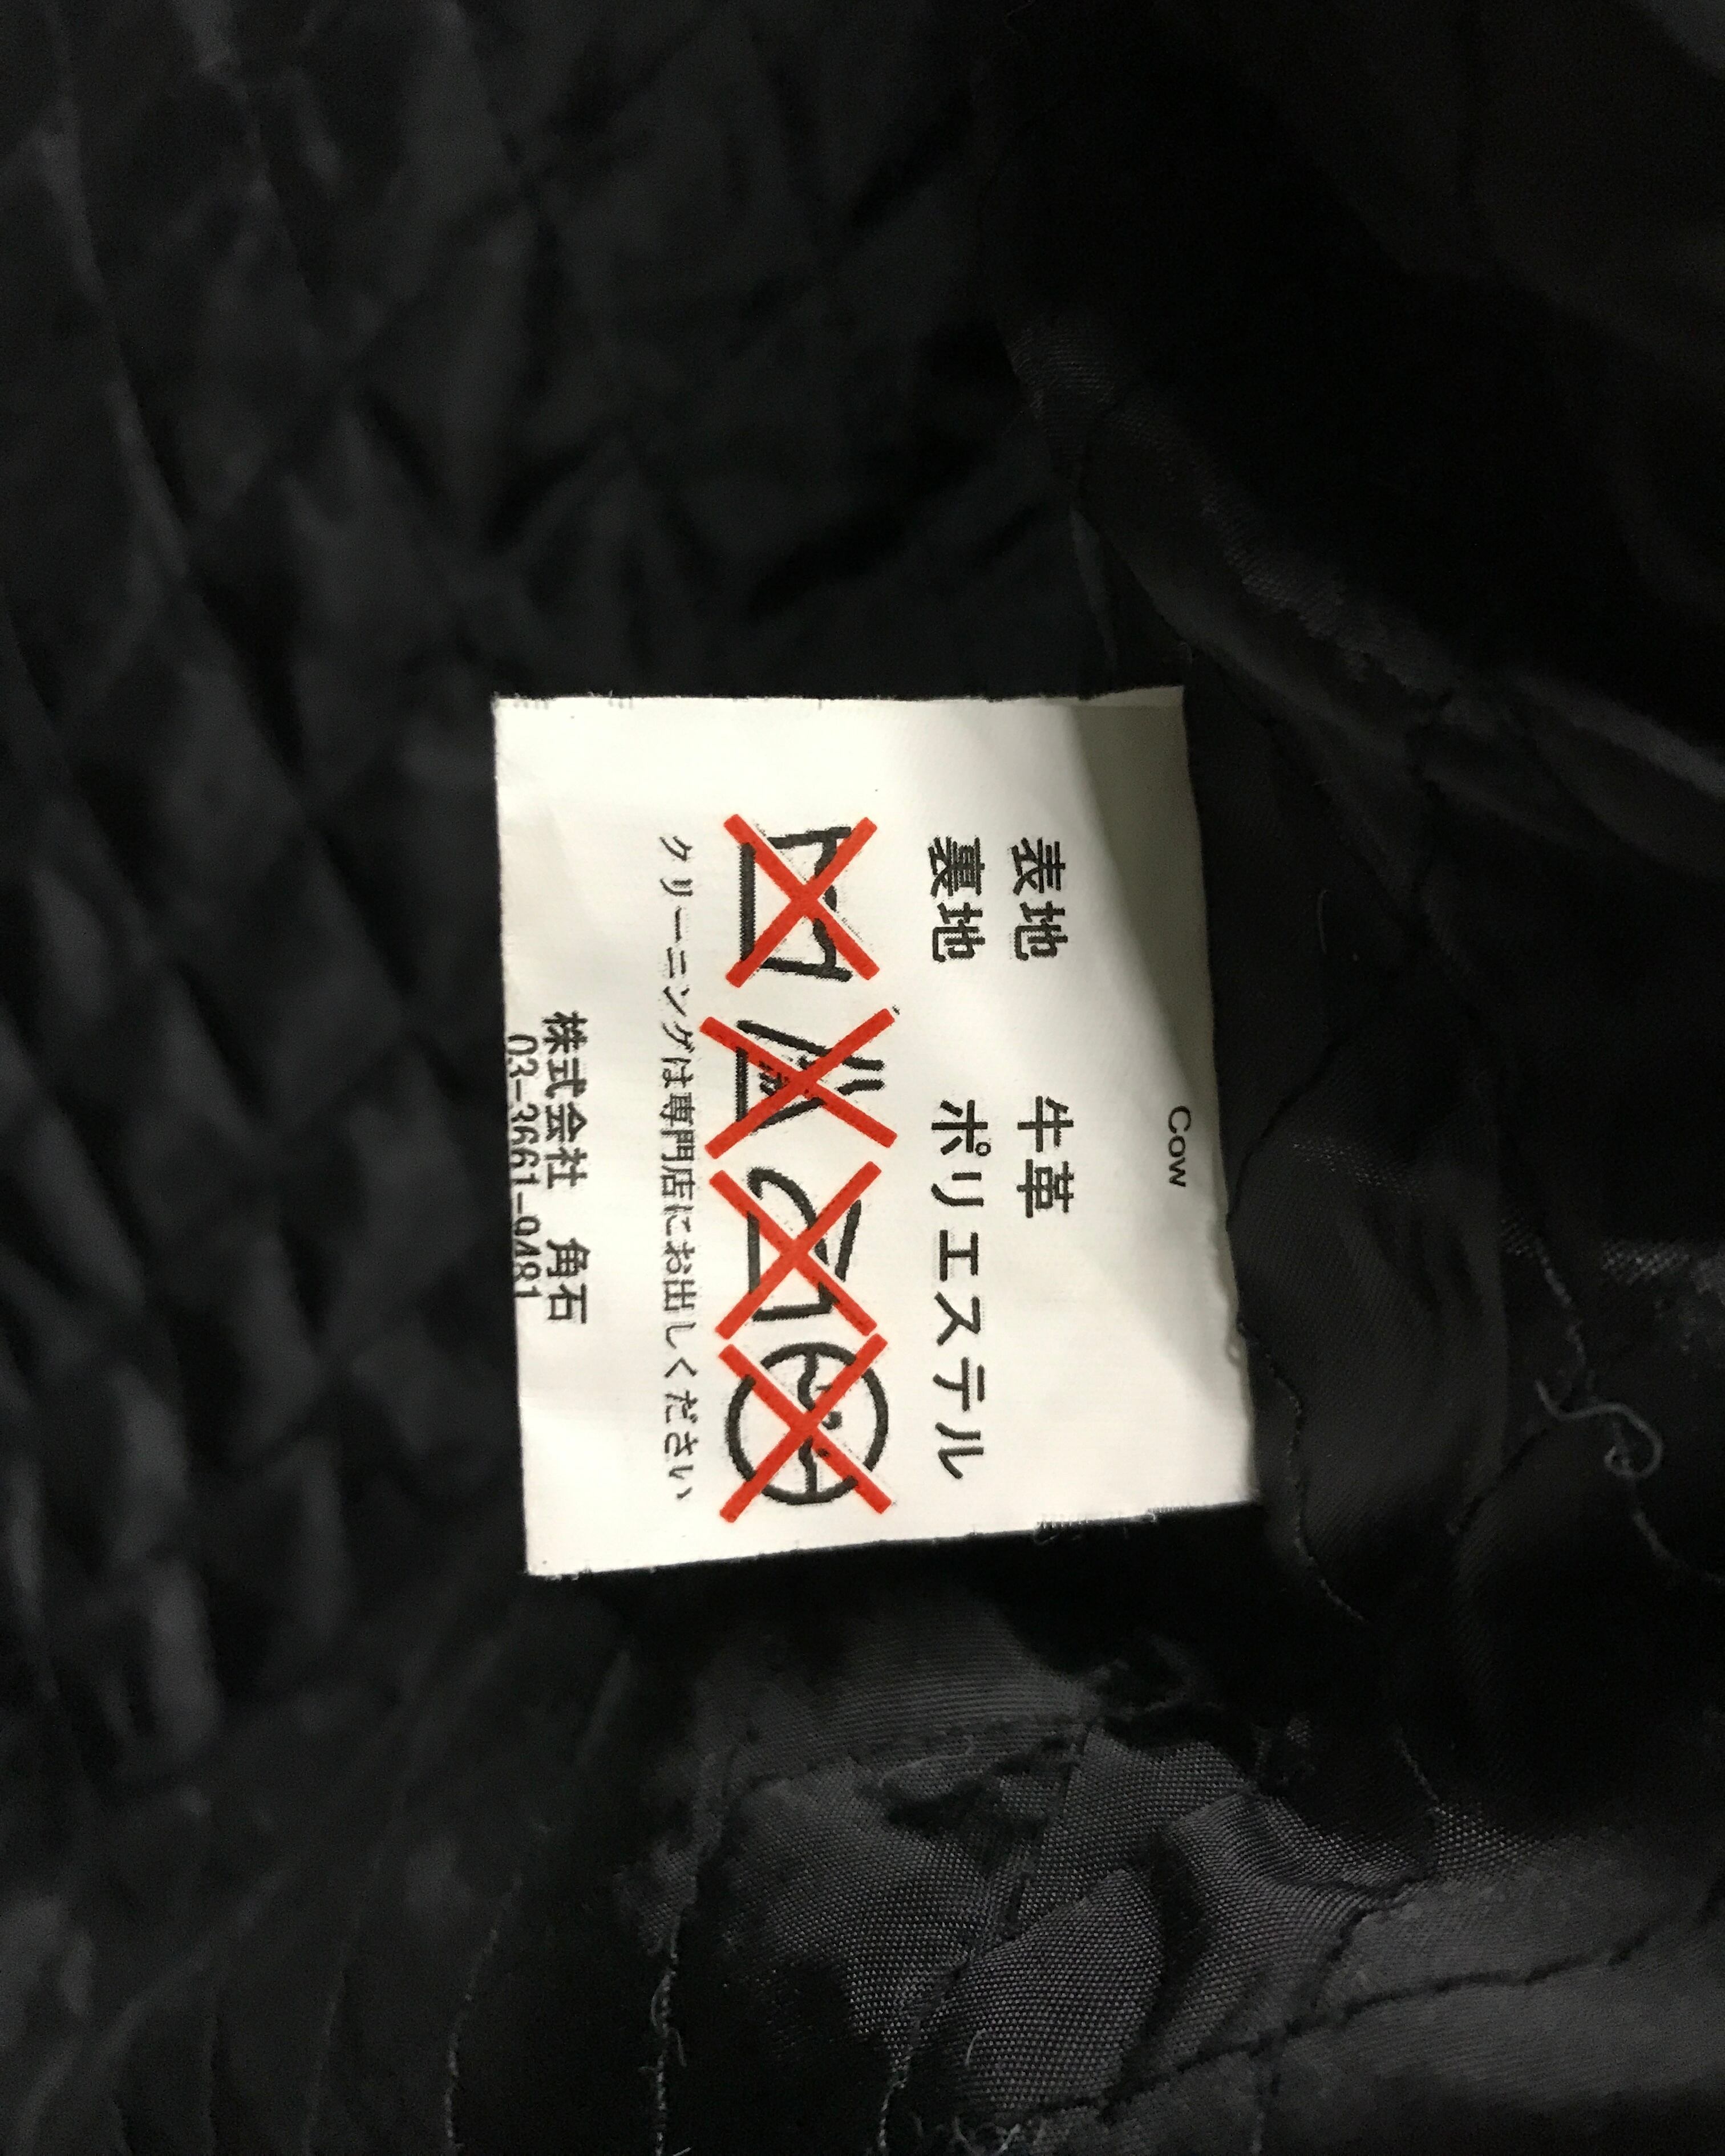 Cow
表地 牛革
裏地 ポリエステル
クリーニングは専門店にお出しください
株式会社 角石
03-3661-9481